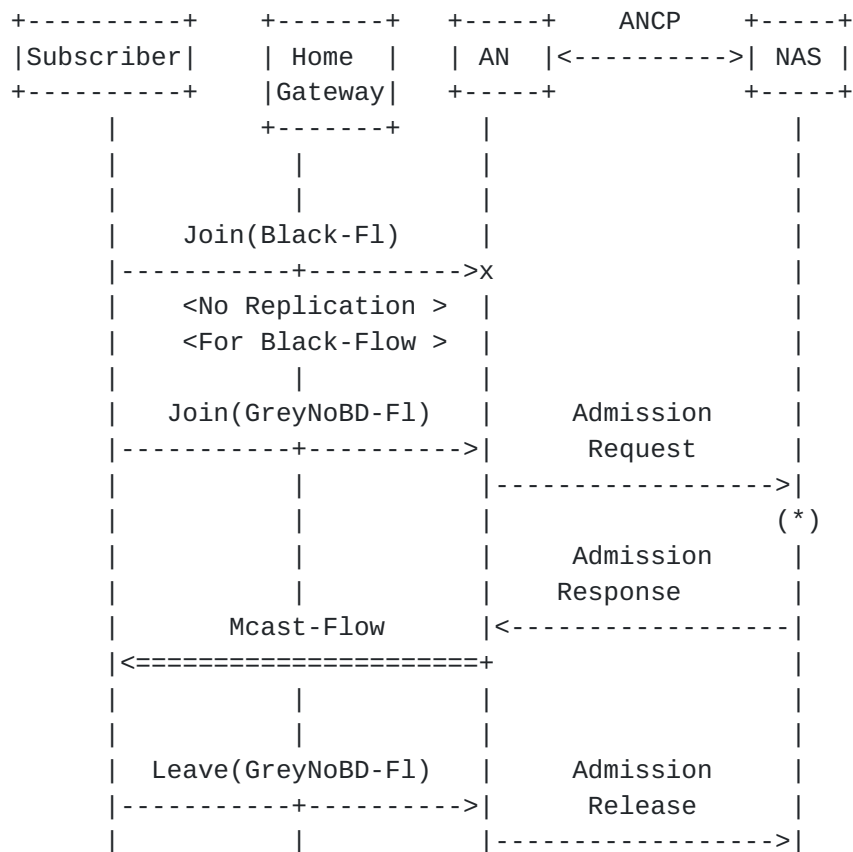 +----------+    +-------+   +-----+    ANCP    +-----+
|Subscriber|    | Home  |   | AN  |<---------->| NAS |
+----------+    |Gateway|   +-----+            +-----+
      |         +-------+     |                   |
      |           |           |                   |
      |           |           |                   |
      |    Join(Black-Fl)     |                   |
      |-----------+---------->x                   |
      |    <No Replication >  |                   |
      |    <For Black-Flow >  |                   |
      |           |           |                   |
      |   Join(GreyNoBD-Fl)   |     Admission     |
      |-----------+---------->|      Request      |
      |           |           |------------------>|
      |           |           |                  (*)
      |           |           |     Admission     |
      |           |           |    Response       |
      |       Mcast-Flow      |<------------------|
      |<======================+                   |
      |           |           |                   |
      |           |           |                   |
      |  Leave(GreyNoBD-Fl)   |     Admission     |
      |-----------+---------->|      Release      |
      |           |           |------------------>|